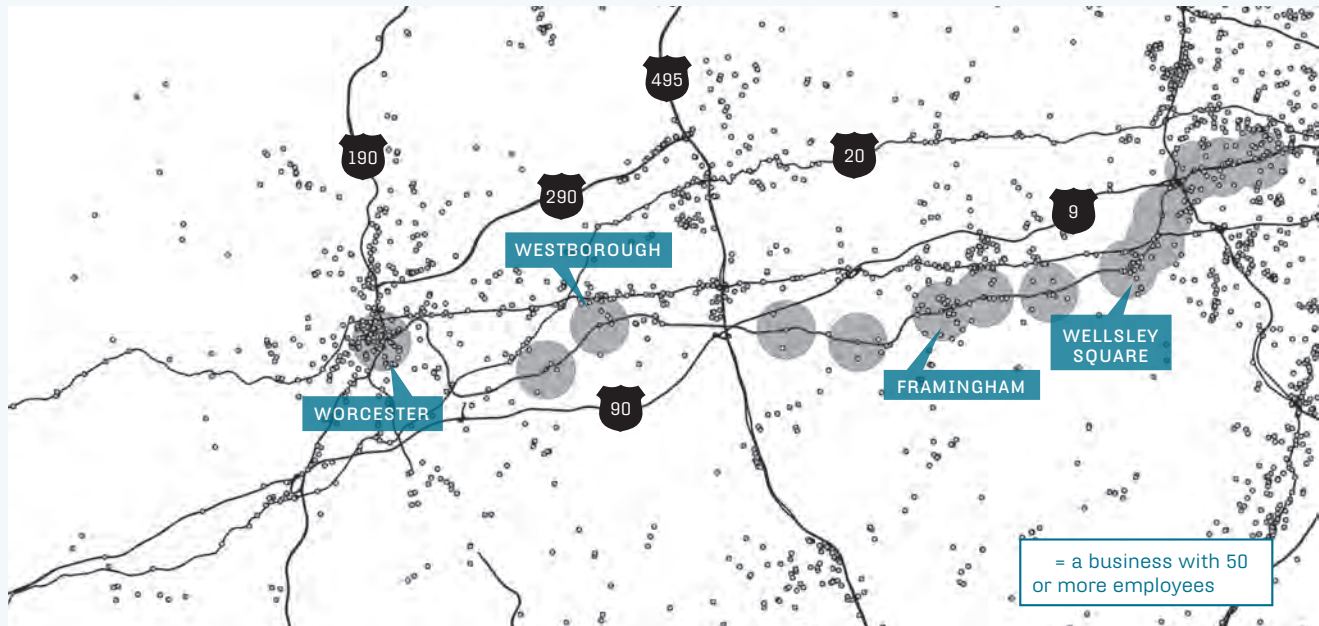 495
190
20
290
9
WESTBOROUGH
WELLSLEY
SQUARE
FRAMINGHAM
WORCESTER
90
= a business with 50
or more employees